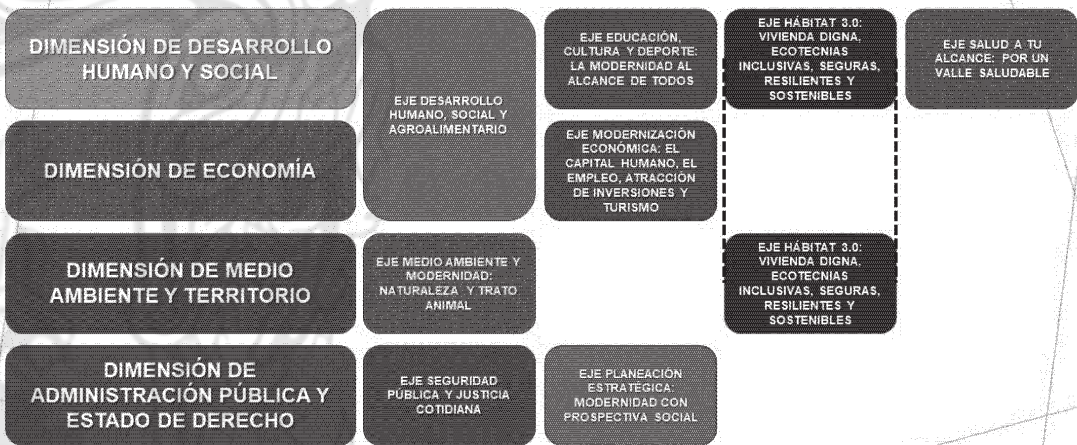 DIMENSIÓN DE DESARROLLO
HUMANO Y SOCIAL
EJE DESARROLLO
HUMANO, SOCIAL Y
AGROALIMENTARIO
EJE EDUCACIÓN,
CULTURA Y DEPORTE:
LA MODERNIDAD AL
ALCANCE DE TODOS
EJE HÁBITAT 3.0:
VIVIENDA DIGNA,
ECOTECNIAS
INCLUSIVAS, SEGURAS,
RESILIENTES Y
SOSTENIBLES
EJE SALUD A TU
ALCANCE: POR UN
VALLE SALUDABLE
DIMENSIÓN DE ECONOMÍA
EJE MODERNIZACIÓN
ECONÓMICA: EL
CAPITAL HUMANO, EL
EMPLEO, ATRACCIÓN
DE INVERSIONES Y
TURISMO
DIMENSIÓN DE MEDIO
AMBIENTE Y TERRITORIO
EJE MEDIO AMBIENTE Y
MODERNIDAD:
NATURALEZA Y TRATO
ANIMAL
EJE HÁBITAT 3.0:
VIVIENDA DIGNA,
ECOTECNIAS
INCLUSIVAS, SEGURAS,
RESILIENTES Y
SOSTENIBLES
DIMENSIÓN DE
ADMINISTRACIÓN PÚBLICA Y
ESTADO DE DERECHO
EJE SEGURIDAD
PÚBLICA Y JUSTICIA
COTIDIANA
EJE PLANEACIÓN
ESTRATÉGICA:
MODERNIDAD CON
PROSPECTIVA SOCIAL